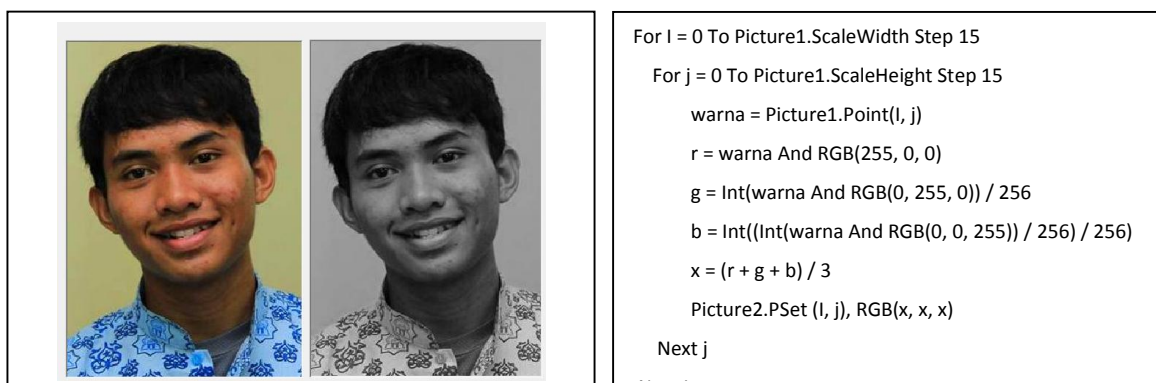 For I = 0 To Picture1.ScaleWidth Step 15
For j = 0 To Picture1.ScaleHeight Step 15
warna = Picture1.Point(I, j)
r = warna And RGB(255, 0, 0)
g = Int(warna And RGB(0, 255, 0)) / 256
b = Int((Int(warna And RGB(0, 0, 255)) / 256) / 256)
x = (r + g + b) / 3
Picture2.PSet (I, j), RGB(x, x, x)
Next j